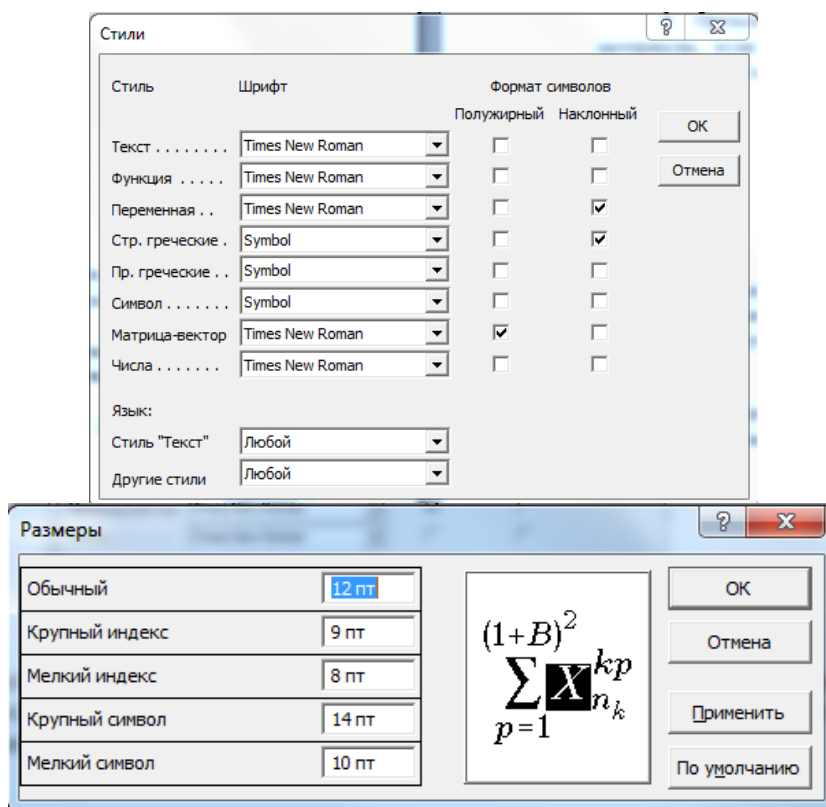 Стили
Стиль Шрифт Формат символов
Полужирный Наклонный
OK
Текст . . . . . . . . Times New Roman
Отмена
Функция . . . . . Times New Roman
Переменная . . Times New Roman
Стр. греческие . Symbol
Пр. греческие . . Symbol
Символ . . . . . . . Symbol
Матрица-вектор Times New Roman
Числа . . . . . . . Times New Roman
Язык:
Стиль "Текст" Любой
Другие стили Любой
Размеры
Обычный 12 пт
Крупный индекс 9 пт
Мелкий индекс 8 пт
Крупный символ 14 пт
Мелкий символ 10 пт
(1+B)²
∑ X kp n k
p=1
OK
Отмена
Применить
По умолчанию